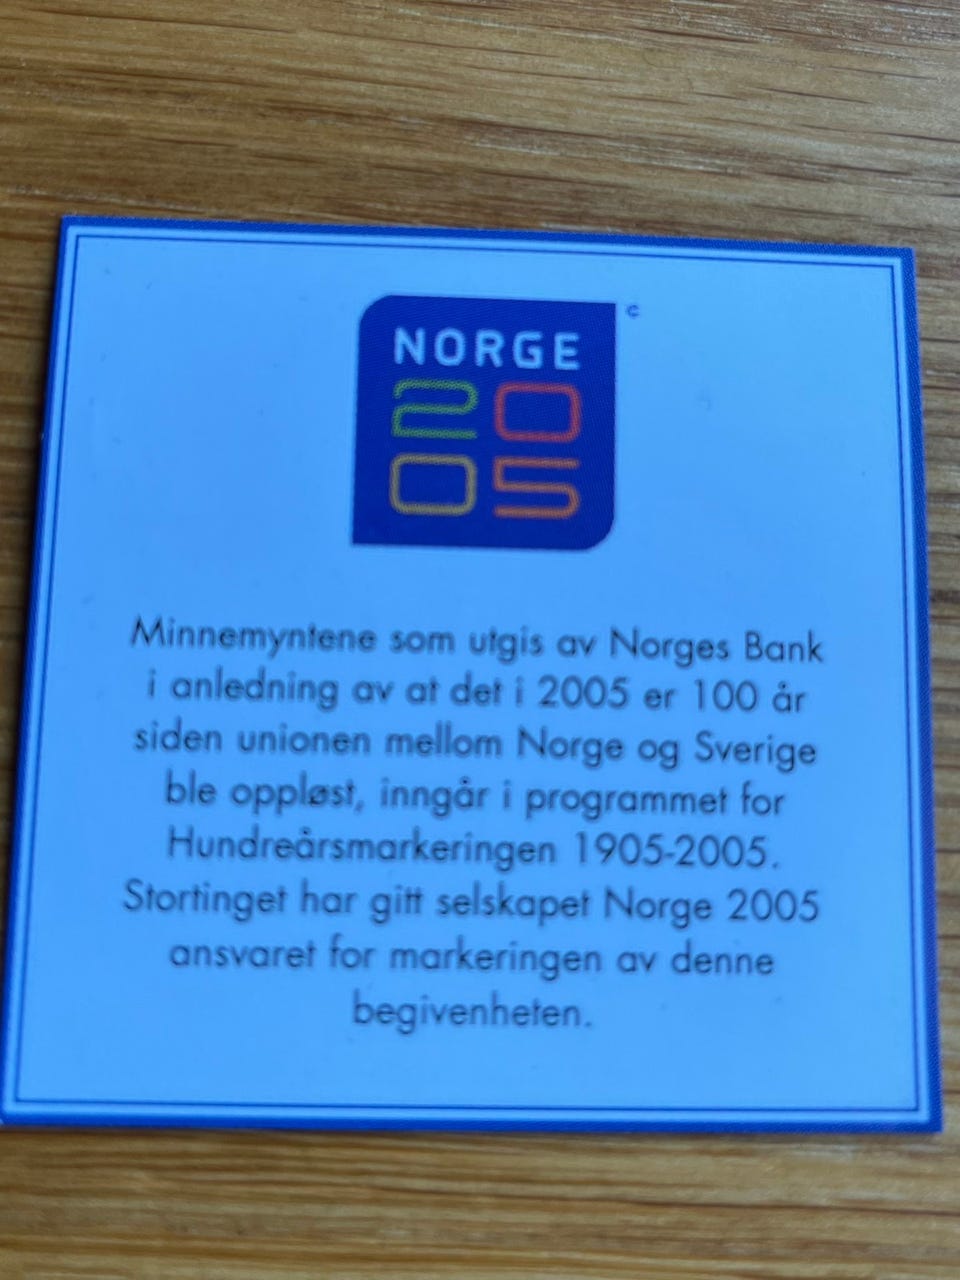 NORGE
20
05
©
Minnemyntene som utgis av Norges Bank
i anledning av at det i 2005 er 100 år
siden unionen mellom Norge og Sverige
ble oppløst, inngår i programmet for
Hundreårsmarkeringen 1905-2005.
Stortinget har gitt selskapet Norge 2005
ansvaret for markeringen av denne
begivenheten.